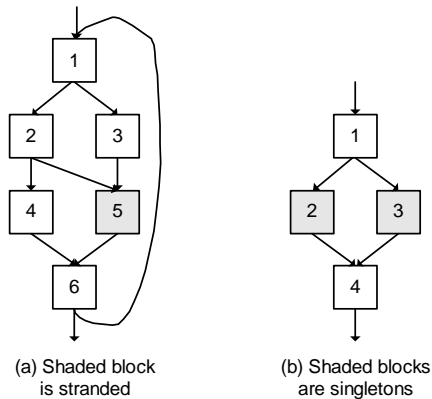 1
2 3
4 5
6
(a) Shaded block
is stranded
1
2 3
4
(b) Shaded blocks
are singletons